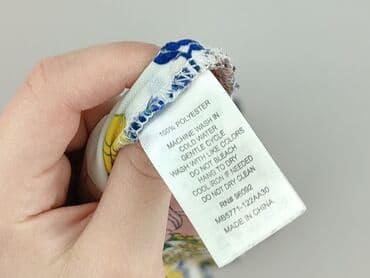 100% POLYESTER
MACHINE WASH IN
COLD WATER
GENTLE CYCLE
WASH WITH LIKE COLORS
DO NOT BLEACH
HANG TO DRY
COOL IRON IF NEEDED
DO NOT DRY CLEAN
RN# 96092
MB5771-122AA30
MADE IN CHINA